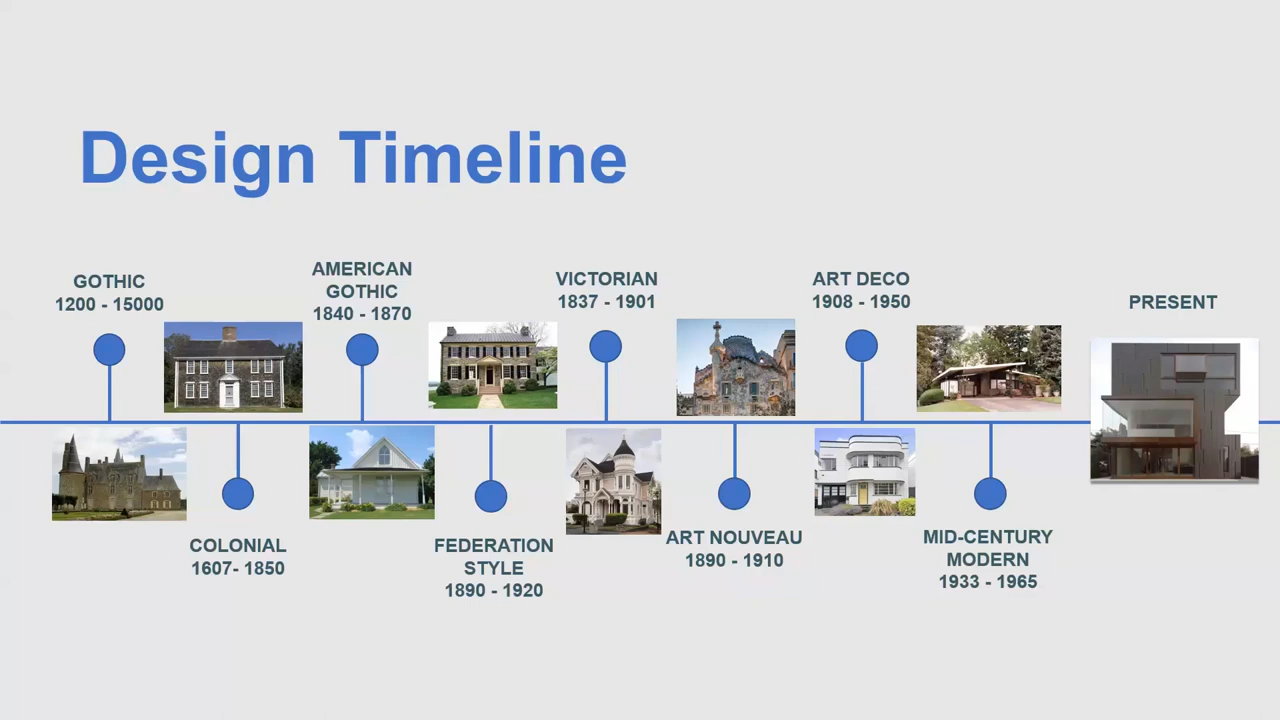 Design Timeline
GOTHIC
1200 - 15000
COLONIAL
1607- 1850
AMERICAN
GOTHIC
1840 - 1870
FEDERATION
STYLE
1890 - 1920
VICTORIAN
1837 - 1901
ART NOUVEAU
1890 - 1910
ART DECO
1908 - 1950
MID-CENTURY
MODERN
1933 - 1965
PRESENT